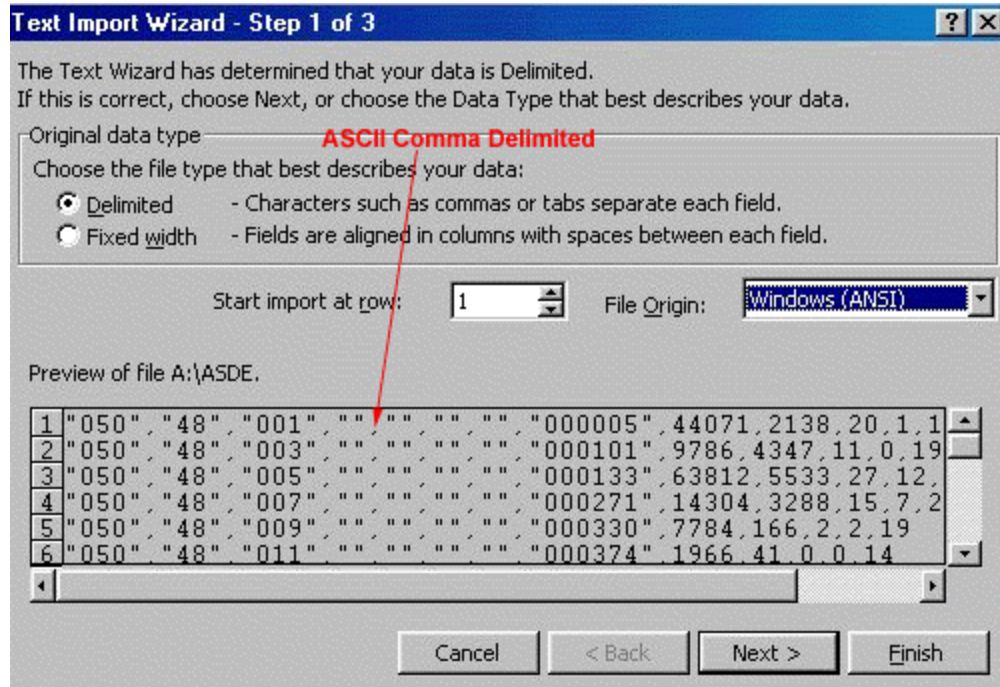 Text Import Wizard - Step 1 of 3
The Text Wizard has determined that your data is Delimited.
If this is correct, choose Next, or choose the Data Type that best describes your data.
Original data type
ASCII Comma Delimited
Choose the file type that best describes your data:
Delimited - Characters such as commas or tabs separate each field.
Fixed width - Fields are aligned in columns with spaces between each field.
Start import at row: 1 File Origin: Windows (ANSI)
Preview of file A:\ASDE.
1 "050","48","001","","","","","000005",44071,2138,20,1,1
2 "050","48","003","","","","","000101",9786,4347,11,0,19
3 "050","48","005","","","","","000133",63812,5533,27,12,
4 "050","48","007","","","","","000271",14304,3288,15,7,2
5 "050","48","009","","","","","000330",7784,166,2,2,19
6 "050","48","011","","","","","000374",1966,41,0,0,14
Cancel < Back Next > Finish